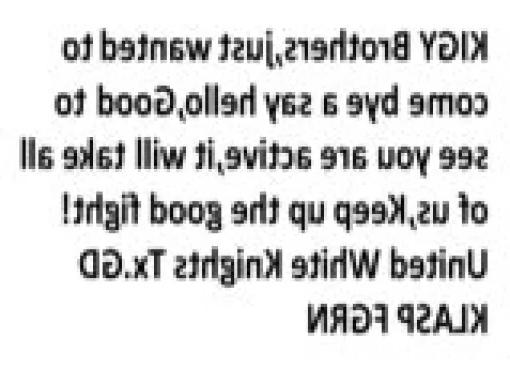 KIGY Brothers,just wanted to
come bye a say hello,Good to
see you are active,it will take all
of us,Keep up the good fight!
United White Knights Tx.GD
KLASP FGRN